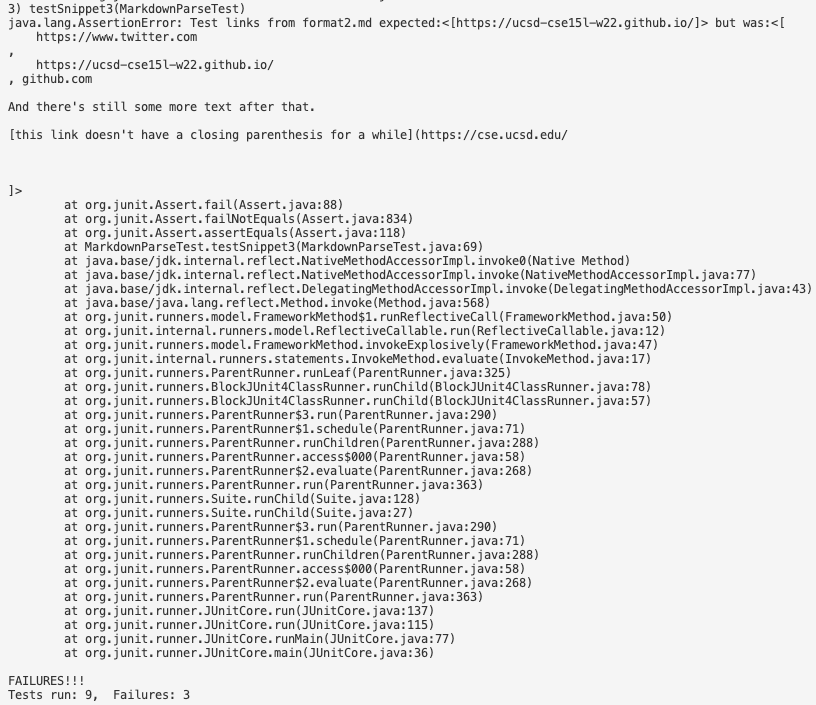 3) testSnippet3(MarkdownParseTest)
java.lang.AssertionError: Test links from format2.md expected:<[https://ucsd-cse15l-w22.github.io/]> but was:<[
    https://www.twitter.com
,
    https://ucsd-cse15l-w22.github.io/
, github.com

And there's still some more text after that.

[this link doesn't have a closing parenthesis for a while](https://cse.ucsd.edu/



]>
        at org.junit.Assert.fail(Assert.java:88)
        at org.junit.Assert.failNotEquals(Assert.java:834)
        at org.junit.Assert.assertEquals(Assert.java:118)
        at MarkdownParseTest.testSnippet3(MarkdownParseTest.java:69)
        at java.base/jdk.internal.reflect.NativeMethodAccessorImpl.invoke0(Native Method)
        at java.base/jdk.internal.reflect.NativeMethodAccessorImpl.invoke(NativeMethodAccessorImpl.java:77)
        at java.base/jdk.internal.reflect.DelegatingMethodAccessorImpl.invoke(DelegatingMethodAccessorImpl.java:43)
        at java.base/java.lang.reflect.Method.invoke(Method.java:568)
        at org.junit.runners.model.FrameworkMethod$1.runReflectiveCall(FrameworkMethod.java:50)
        at org.junit.internal.runners.model.ReflectiveCallable.run(ReflectiveCallable.java:12)
        at org.junit.runners.model.FrameworkMethod.invokeExplosively(FrameworkMethod.java:47)
        at org.junit.internal.runners.statements.InvokeMethod.evaluate(InvokeMethod.java:17)
        at org.junit.runners.ParentRunner.runLeaf(ParentRunner.java:325)
        at org.junit.runners.BlockJUnit4ClassRunner.runChild(BlockJUnit4ClassRunner.java:78)
        at org.junit.runners.BlockJUnit4ClassRunner.runChild(BlockJUnit4ClassRunner.java:57)
        at org.junit.runners.ParentRunner$3.run(ParentRunner.java:290)
        at org.junit.runners.ParentRunner$1.schedule(ParentRunner.java:71)
        at org.junit.runners.ParentRunner.runChildren(ParentRunner.java:288)
        at org.junit.runners.ParentRunner.access$000(ParentRunner.java:58)
        at org.junit.runners.ParentRunner$2.evaluate(ParentRunner.java:268)
        at org.junit.runners.ParentRunner.run(ParentRunner.java:363)
        at org.junit.runners.Suite.runChild(Suite.java:128)
        at org.junit.runners.Suite.runChild(Suite.java:27)
        at org.junit.runners.ParentRunner$3.run(ParentRunner.java:290)
        at org.junit.runners.ParentRunner$1.schedule(ParentRunner.java:71)
        at org.junit.runners.ParentRunner.runChildren(ParentRunner.java:288)
        at org.junit.runners.ParentRunner.access$000(ParentRunner.java:58)
        at org.junit.runners.ParentRunner$2.evaluate(ParentRunner.java:268)
        at org.junit.runners.ParentRunner.run(ParentRunner.java:363)
        at org.junit.runner.JUnitCore.run(JUnitCore.java:137)
        at org.junit.runner.JUnitCore.run(JUnitCore.java:115)
        at org.junit.runner.JUnitCore.runMain(JUnitCore.java:77)
        at org.junit.runner.JUnitCore.main(JUnitCore.java:36)

FAILURES!!!
Tests run: 9,  Failures: 3